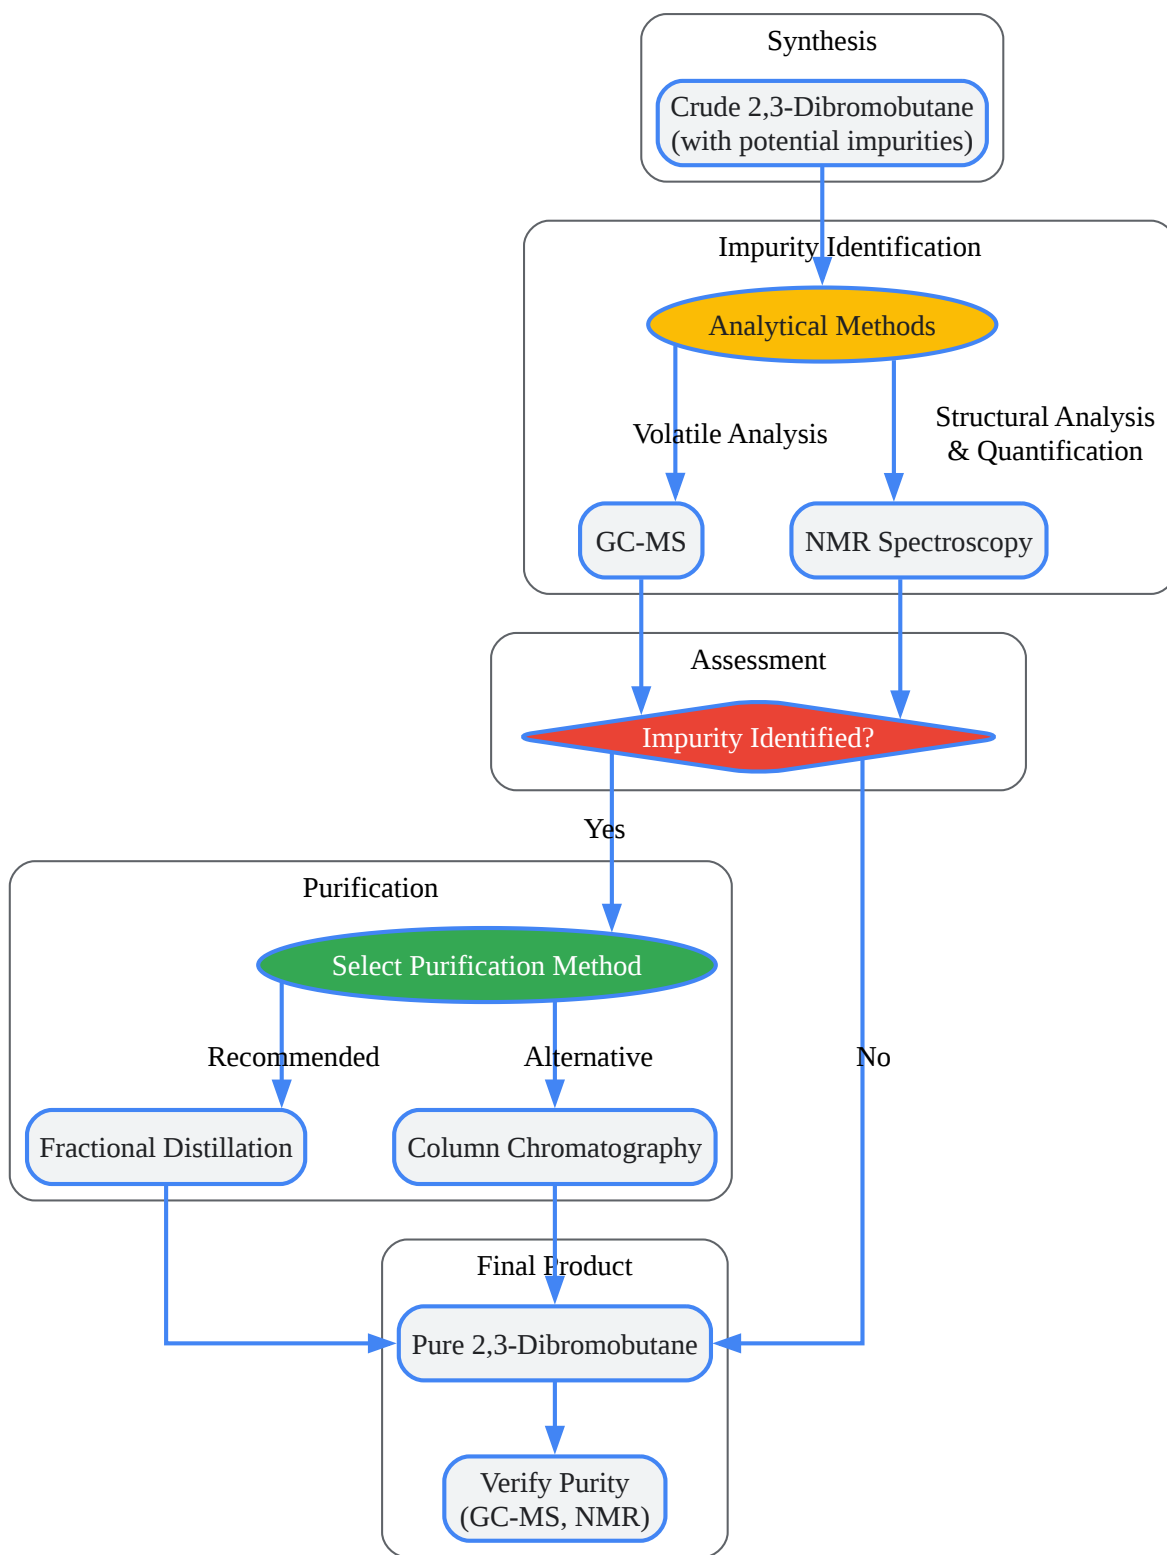 Synthesis
Crude 2,3-Dibromobutane
(with potential impurities)
Impurity Identification
Analytical Methods
Volatile Analysis
Structural Analysis
& Quantification
GC-MS
NMR Spectroscopy
Assessment
Impurity Identified?
Yes
Purification
Select Purification Method
Recommended
Alternative
No
Fractional Distillation
Column Chromatography
Final Product
Pure 2,3-Dibromobutane
Verify Purity
(GC-MS, NMR)